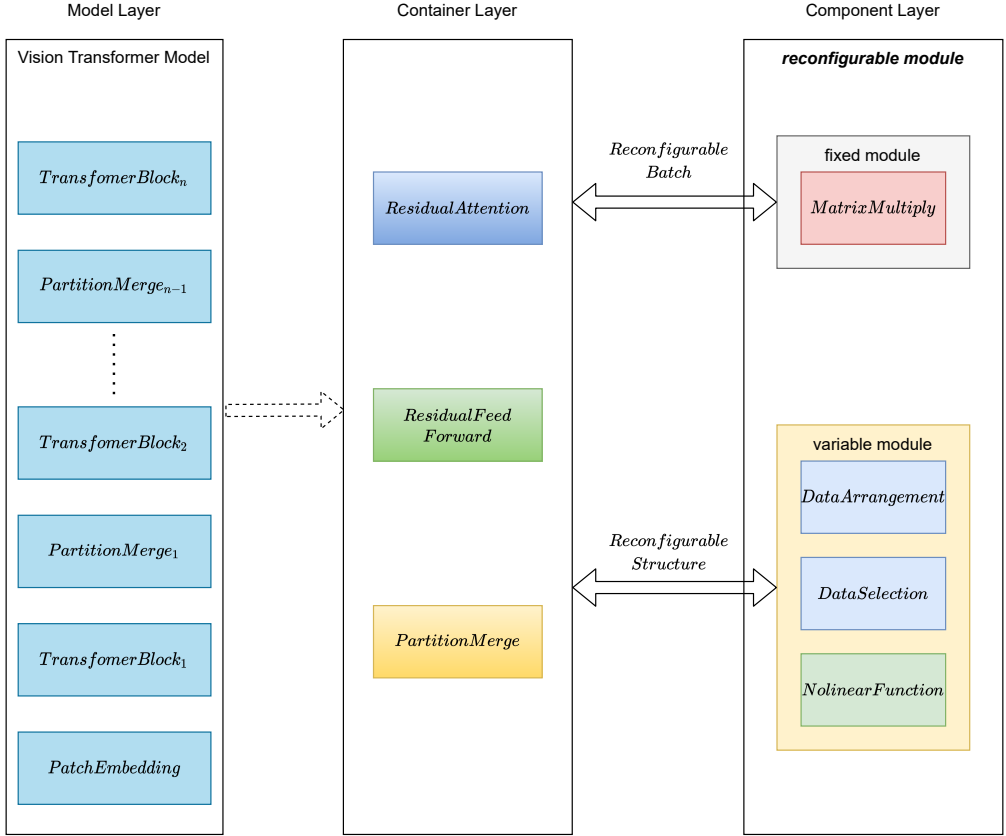 Model Layer
Container Layer
Component Layer
Vision Transformer Model
TransfomerBlock_n
PartitionMerge_{n-1}
TransfomerBlock_2
PartitionMerge_1
TransfomerBlock_1
PatchEmbedding
ResidualAttention
ResidualFeed
Forward
PartitionMerge
Reconfigurable
Batch
Reconfigurable
Structure
reconfigurable module
fixed module
MatrixMultiply
variable module
DataArrangement
DataSelection
NolinearFunction